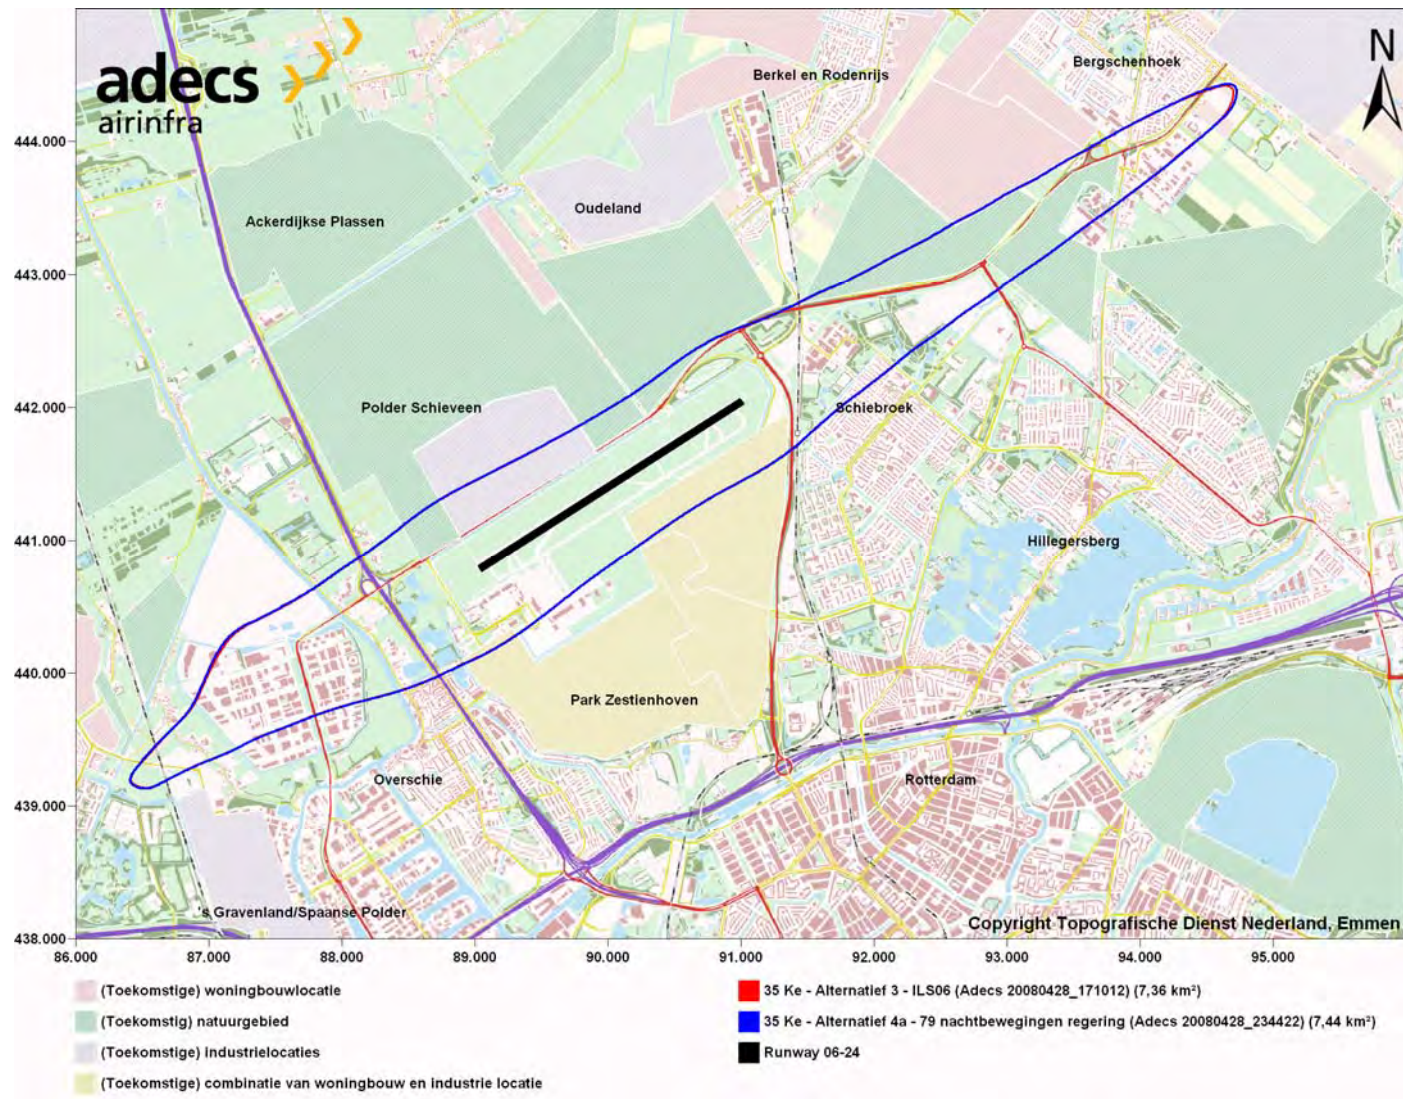 adecs
airinfra
N
Bergschenhoek
Berkel en Rodenrijs
444.000
Oudeland
Ackerdijkse Plassen
443.000
442.000
Polder Schieveen
Schiebroek
441.000
Hillegersberg
440.000
Park Zestienhoven
Overschie
Rotterdam
439.000
's Gravenland/Spaanse Polder
Copyright Topografische Dienst Nederland, Emmen
438.000
86.000 87.000 88.000 89.000 90.000 91.000 92.000 93.000 94.000 95.000
(Toekomstige) woningbouwlocatie
(Toekomstig) natuurgebied
(Toekomstige) industrielocaties
(Toekomstige) combinatie van woningbouw en industrie locatie
35 Ke - Alternatief 3 - ILS06 (Adecs 20080428_171012) (7,36 km²)
35 Ke - Alternatief 4a - 79 nachtbewegingen regering (Adecs 20080428_234422) (7,44 km²)
Runway 06-24